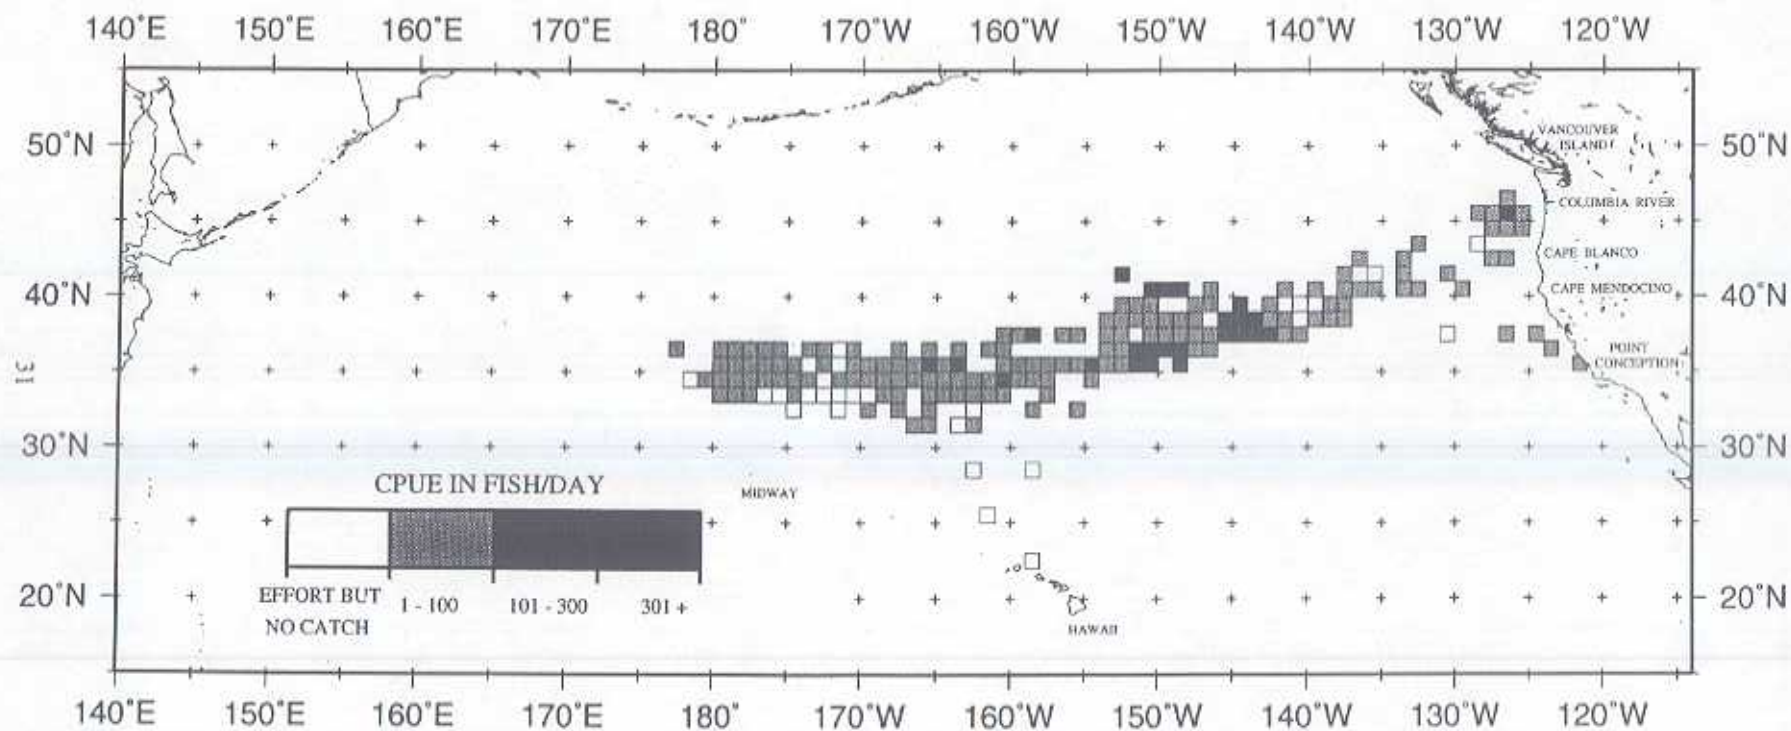 140˚E 150˚E 160˚E 170˚E 180˚ 170˚W 160˚W 150˚W 140˚W 130˚W 120˚W
50˚N 50˚N
VANCOUVER
ISLAND
COLUMBIA RIVER
CAPE BLANCO
40˚N CAPE MENDOCINO 40˚N
POINT
CONCEPTION
31
30˚N 30˚N
CPUE IN FISH/DAY
MIDWAY
EFFORT BUT
NO CATCH
1 - 100 101 - 300 301 +
20˚N 20˚N
HAWAII
140˚E 150˚E 160˚E 170˚E 180˚ 170˚W 160˚W 150˚W 140˚W 130˚W 120˚W